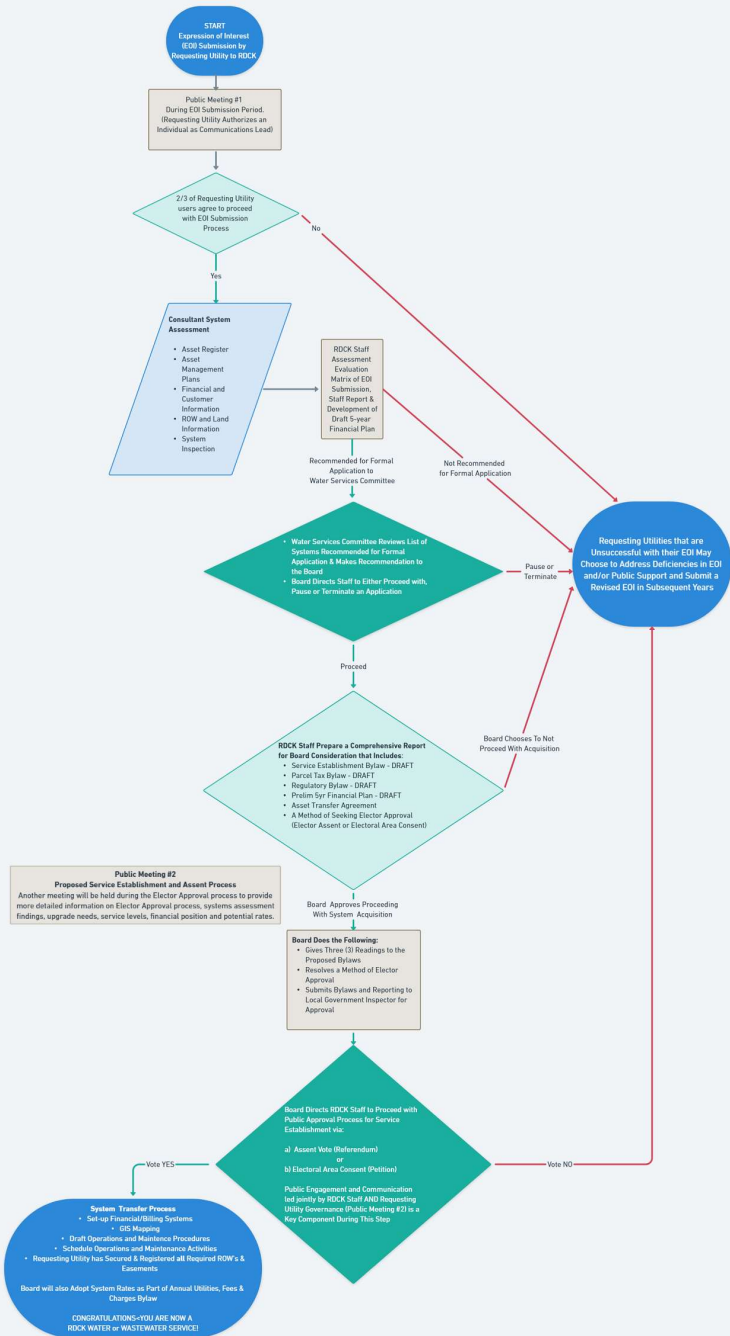 START
Expression of Interest
(EOI) Submission by
Requesting Utility to RDCK
Public Meeting #1
During EOI Submission Period.
(Requesting Utility Authorizes an
Individual as Communications Lead)
2/3 of Requesting Utility
users agree to proceed
with EOI Submission
Process
No
Yes
Consultant System
Assessment
• Asset Register
• Asset
Management
Plans
• Financial and
Customer
Information
• ROW and Land
Information
• System
Inspection
RDCK Staff
Assessment
Evaluation
Matrix of EOI
Submission,
Staff Report &
Development of
Draft 5-year
Financial Plan
Recommended for Formal
Application to
Water Services Committee
Not Recommended
for Formal Application
• Water Services Committee Reviews List of
Systems Recommended for Formal
Application & Makes Recommendation to
the Board
• Board Directs Staff to Either Proceed with,
Pause or Terminate an Application
Pause or
Terminate
Requesting Utilities that are
Unsuccessful with their EOI May
Choose to Address Deficiencies in EOI
and/or Public Support and Submit a
Revised EOI in Subsequent Years
Proceed
RDCK Staff Prepare a Comprehensive Report
for Board Consideration that Includes:
• Service Establishment Bylaw - DRAFT
• Parcel Tax Bylaw - DRAFT
• Regulatory Bylaw - DRAFT
• Prelim 5yr Financial Plan - DRAFT
• Asset Transfer Agreement
• A Method of Seeking Elector Approval
(Elector Assent or Electoral Area Consent)
Board Chooses To Not
Proceed With Acquisition
Public Meeting #2
Proposed Service Establishment and Assent Process
Another meeting will be held during the Elector Approval process to provide
more detailed information on Elector Approval process, systems assessment
findings, upgrade needs, service levels, financial position and potential rates.
Board Approves Proceeding
With System Acquisition
Board Does the Following:
• Gives Three (3) Readings to the
Proposed Bylaws
• Resolves a Method of Elector
Approval
• Submits Bylaws and Reporting to
Local Government Inspector for
Approval
Board Directs RDCK Staff to Proceed with
Public Approval Process for Service
Establishment via:
a) Assent Vote (Referendum)
or
b) Electoral Area Consent (Petition)
Public Engagement and Communication
led jointly by RDCK Staff AND Requesting
Utility Governance (Public Meeting #2) is a
Key Component During This Step
Vote YES
Vote NO
System Transfer Process
• Set-up Financial/Billing Systems
• GIS Mapping
• Draft Operations and Maintence Procedures
• Schedule Operations and Maintenance Activities
• Requesting Utility has Secured & Registered all Required ROW's &
Easements
Board will also Adopt System Rates as Part of Annual Utilities, Fees &
Charges Bylaw
CONGRATULATIONS<YOU ARE NOW A
RDCK WATER or WASTEWATER SERVICE!